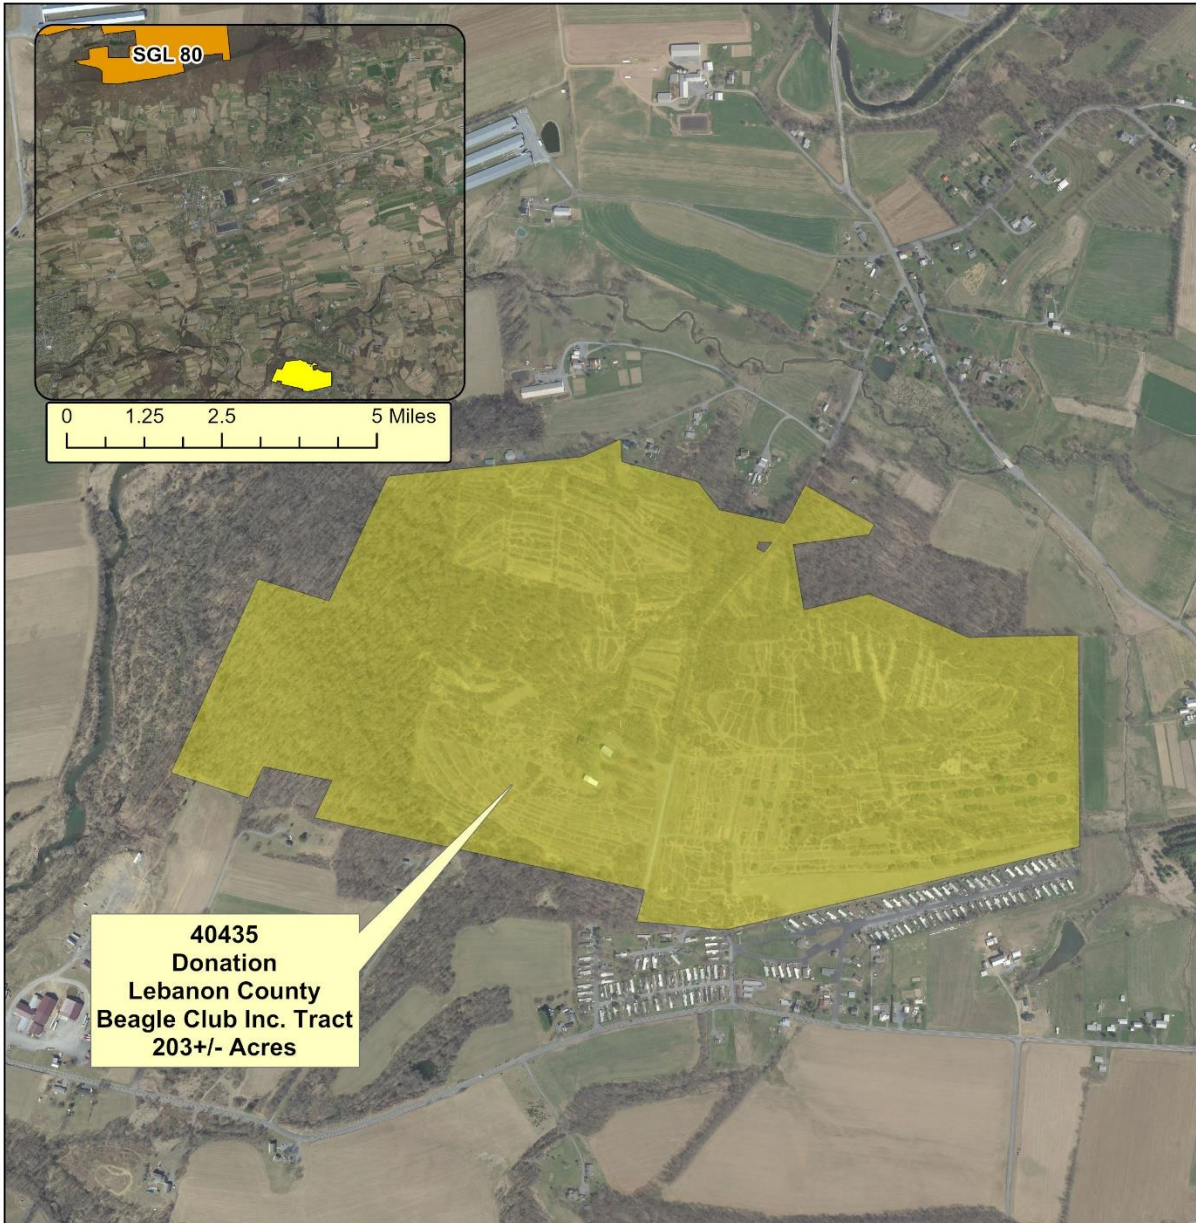 SGL 80
0 1.25 2.5 5 Miles
40435
Donation
Lebanon County
Beagle Club Inc. Tract
203+/- Acres